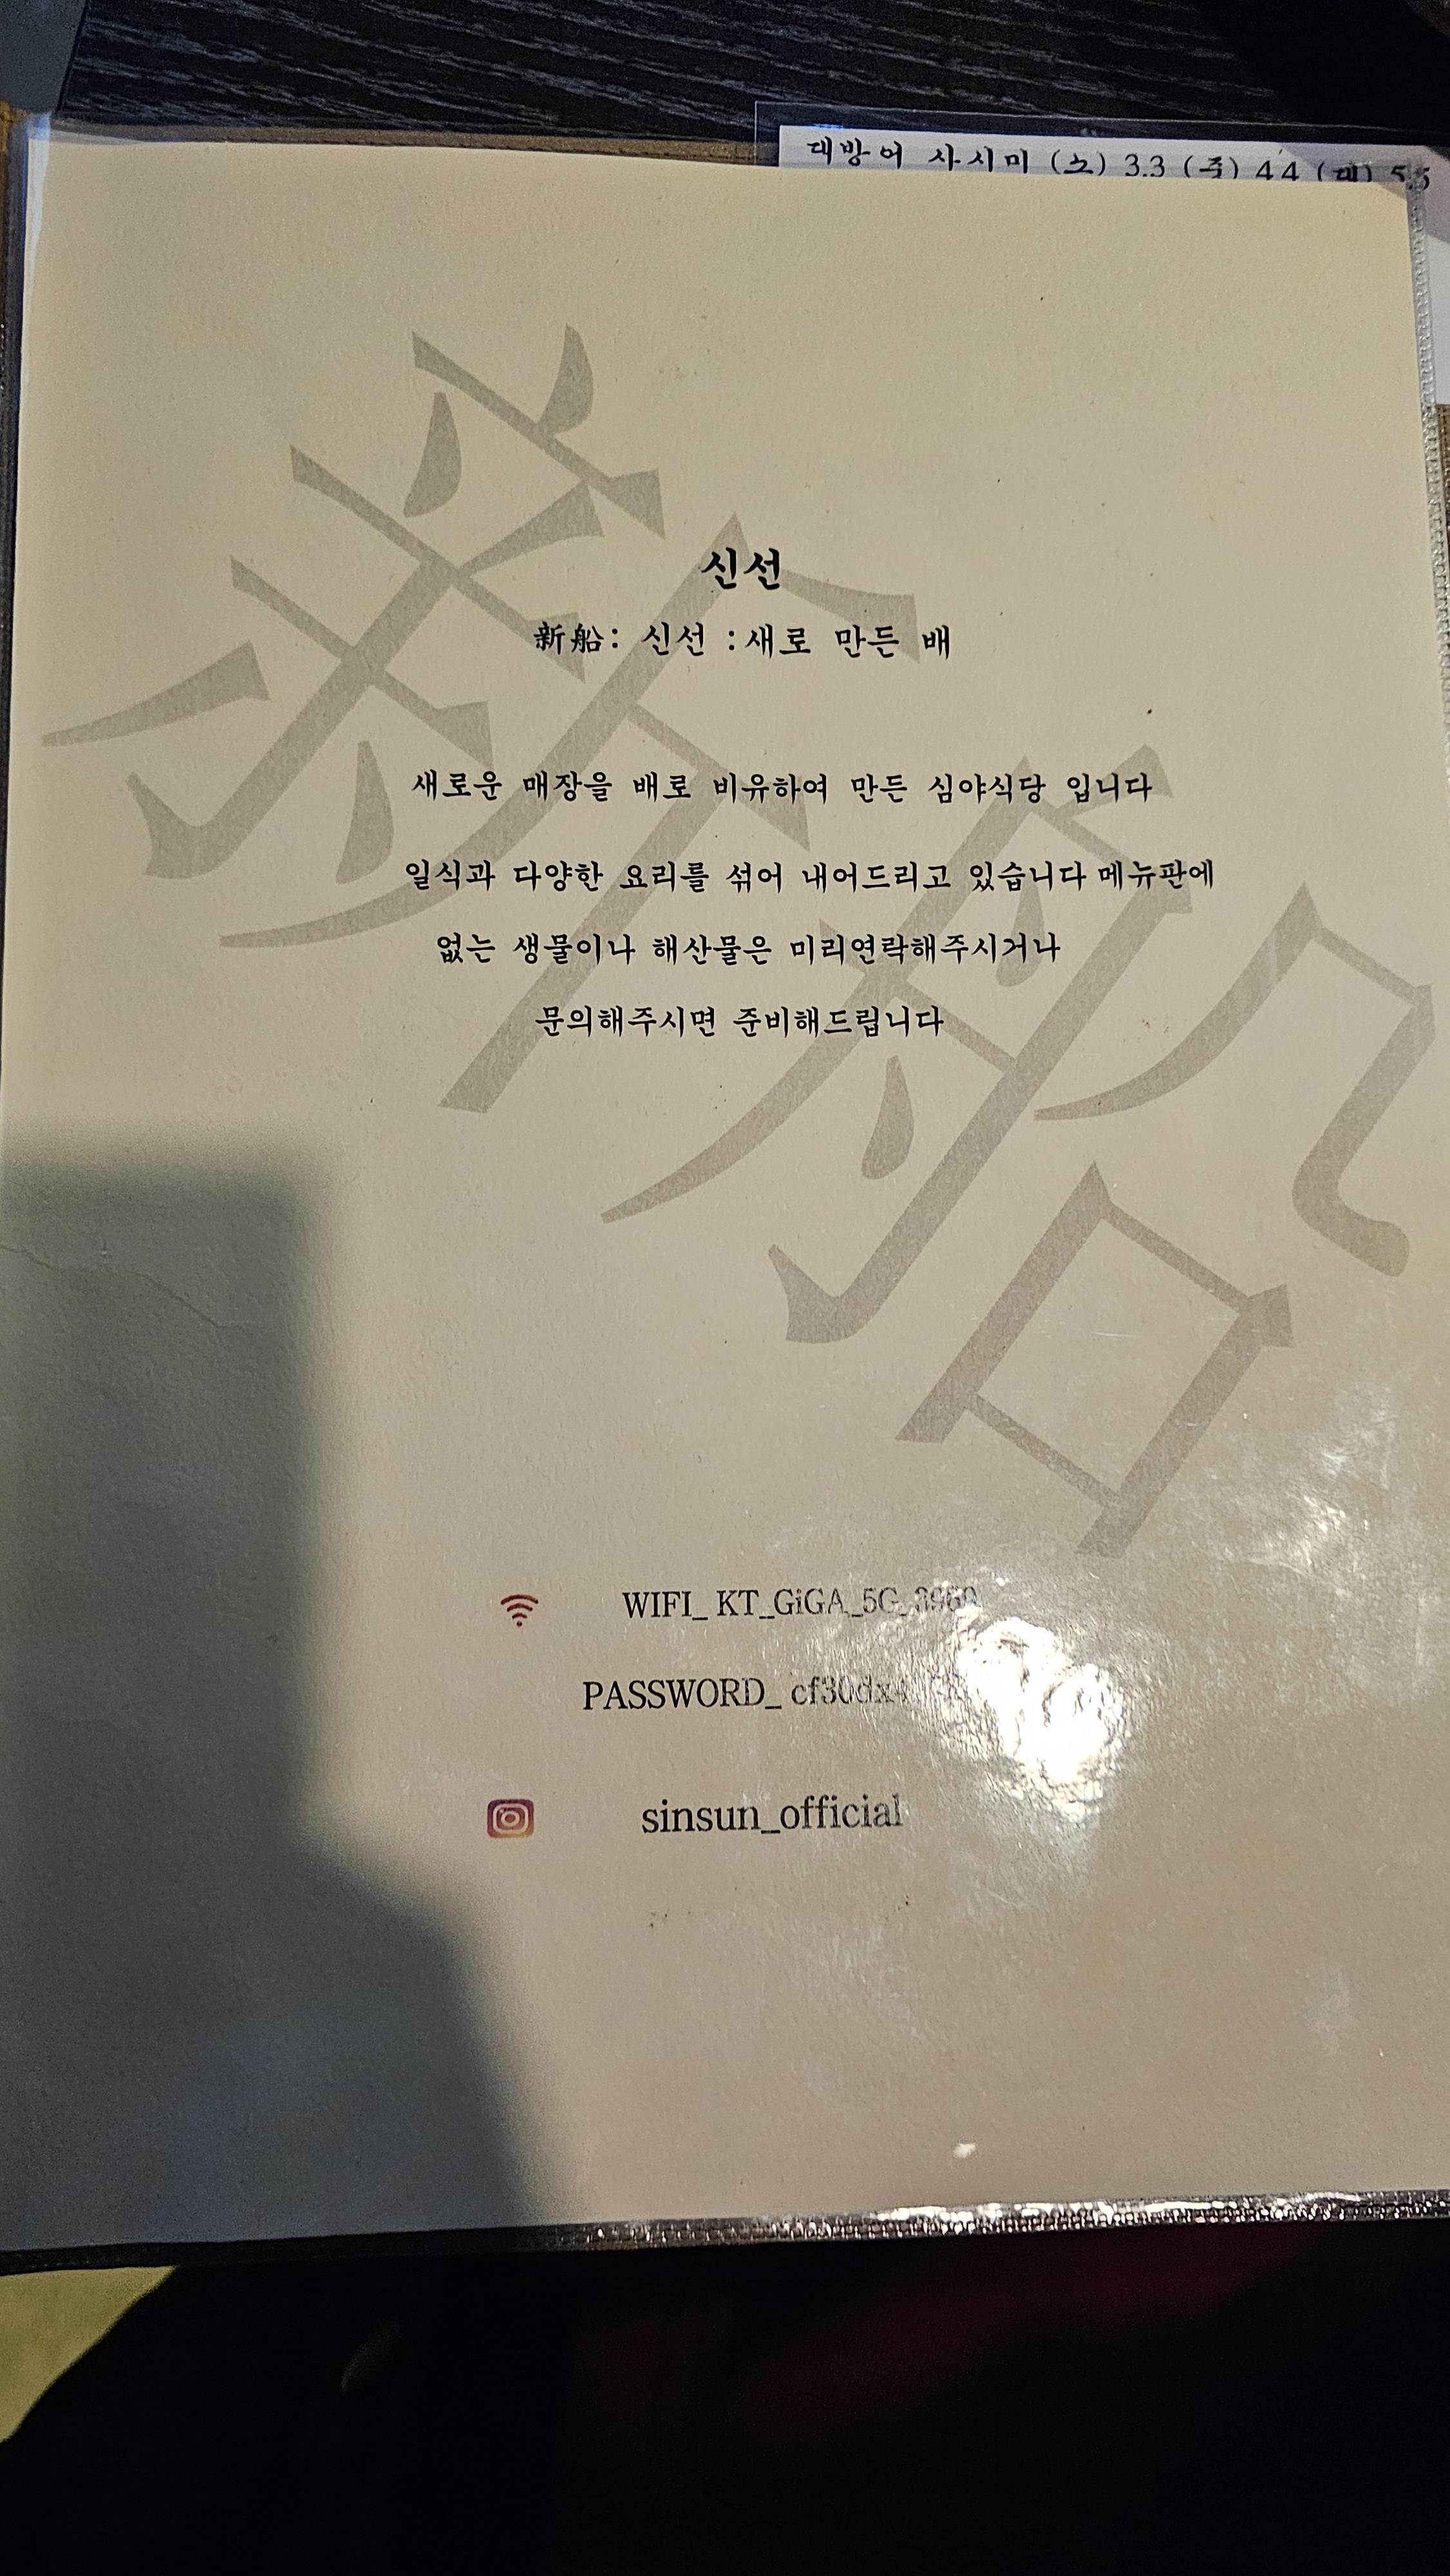 대방어 사시미 (소) 3.3 (중) 4.4 (대) 5.5
新船
신선
新船: 신선 :새로 만든 배
새로운 매장을 배로 비유하여 만든 심야식당 입니다
일식과 다양한 요리를 섞어 내어드리고 있습니다 메뉴판에
없는 생물이나 해산물은 미리연락해주시거나
문의해주시면 준비해드립니다
WIFI_ KT_GiGA_5G_
PASSWORD_
sinsun_official